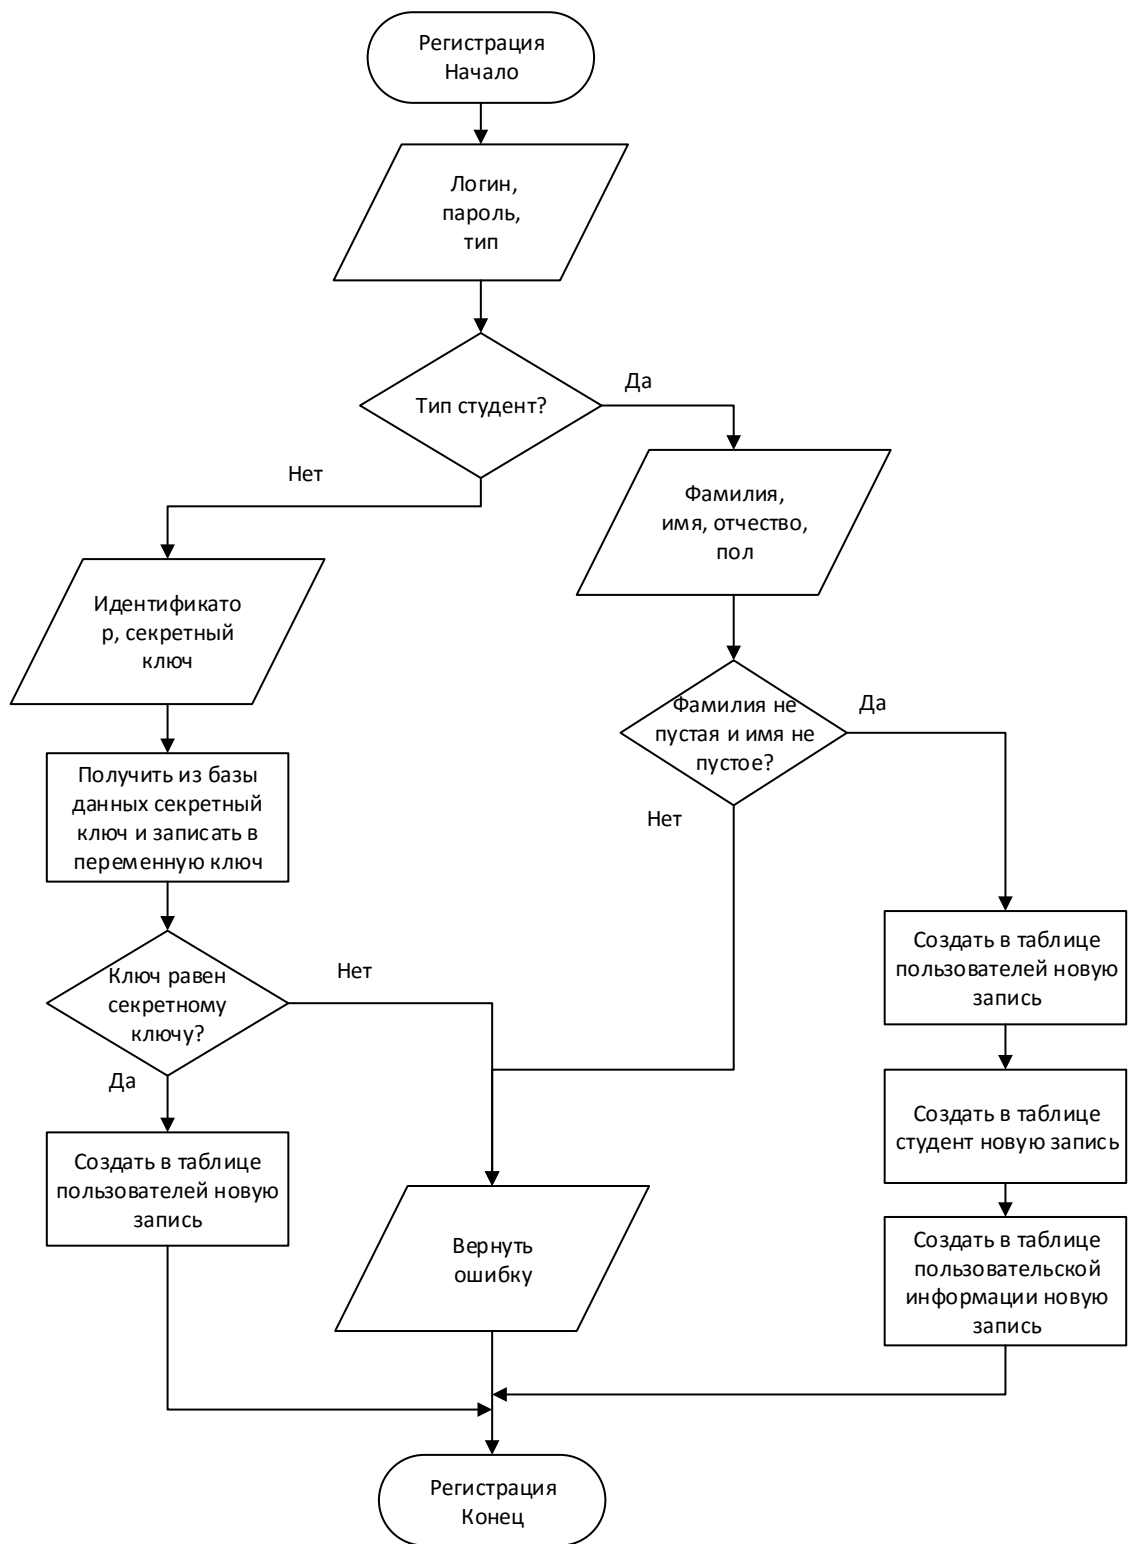 Регистрация
Начало
Логин,
пароль,
тип
Тип студент?
Да
Нет
Фамилия,
имя, отчество,
пол
Идентификато
р, секретный
ключ
Фамилия не
пустая и имя не
пустое?
Да
Нет
Получить из базы
данных секретный
ключ и записать в
переменную ключ
Ключ равен
секретному
ключу?
Нет
Да
Создать в таблице
пользователей новую
запись
Создать в таблице
студент новую запись
Создать в таблице
пользователей новую
запись
Вернуть
ошибку
Создать в таблице
пользовательской
информации новую
запись
Регистрация
Конец